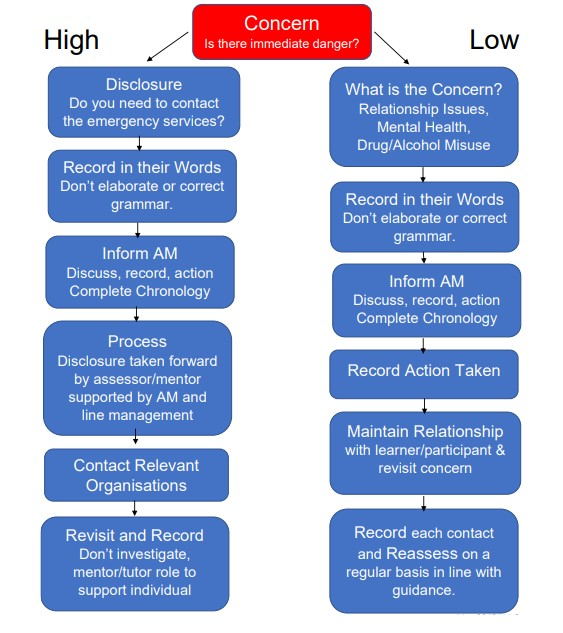 Concern
Is there immediate danger?
High
Low
Disclosure
Do you need to contact
the emergency services?
Record in their Words
Don't elaborate or correct
grammar.
Inform AM
Discuss, record, action
Complete Chronology
Process
Disclosure taken forward
by assessor/mentor
supported by AM and
line management
Contact Relevant
Organisations
Revisit and Record
Don't investigate,
mentor/tutor role to
support individual
What is the Concern?
Relationship Issues,
Mental Health,
Drug/Alcohol Misuse
Record in their Words
Don't elaborate or correct
grammar.
Inform AM
Discuss, record, action
Complete Chronology
Record Action Taken
Maintain Relationship
with learner/participant &
revisit concern
Record each contact
and Reassess on a
regular basis in line with
guidance.